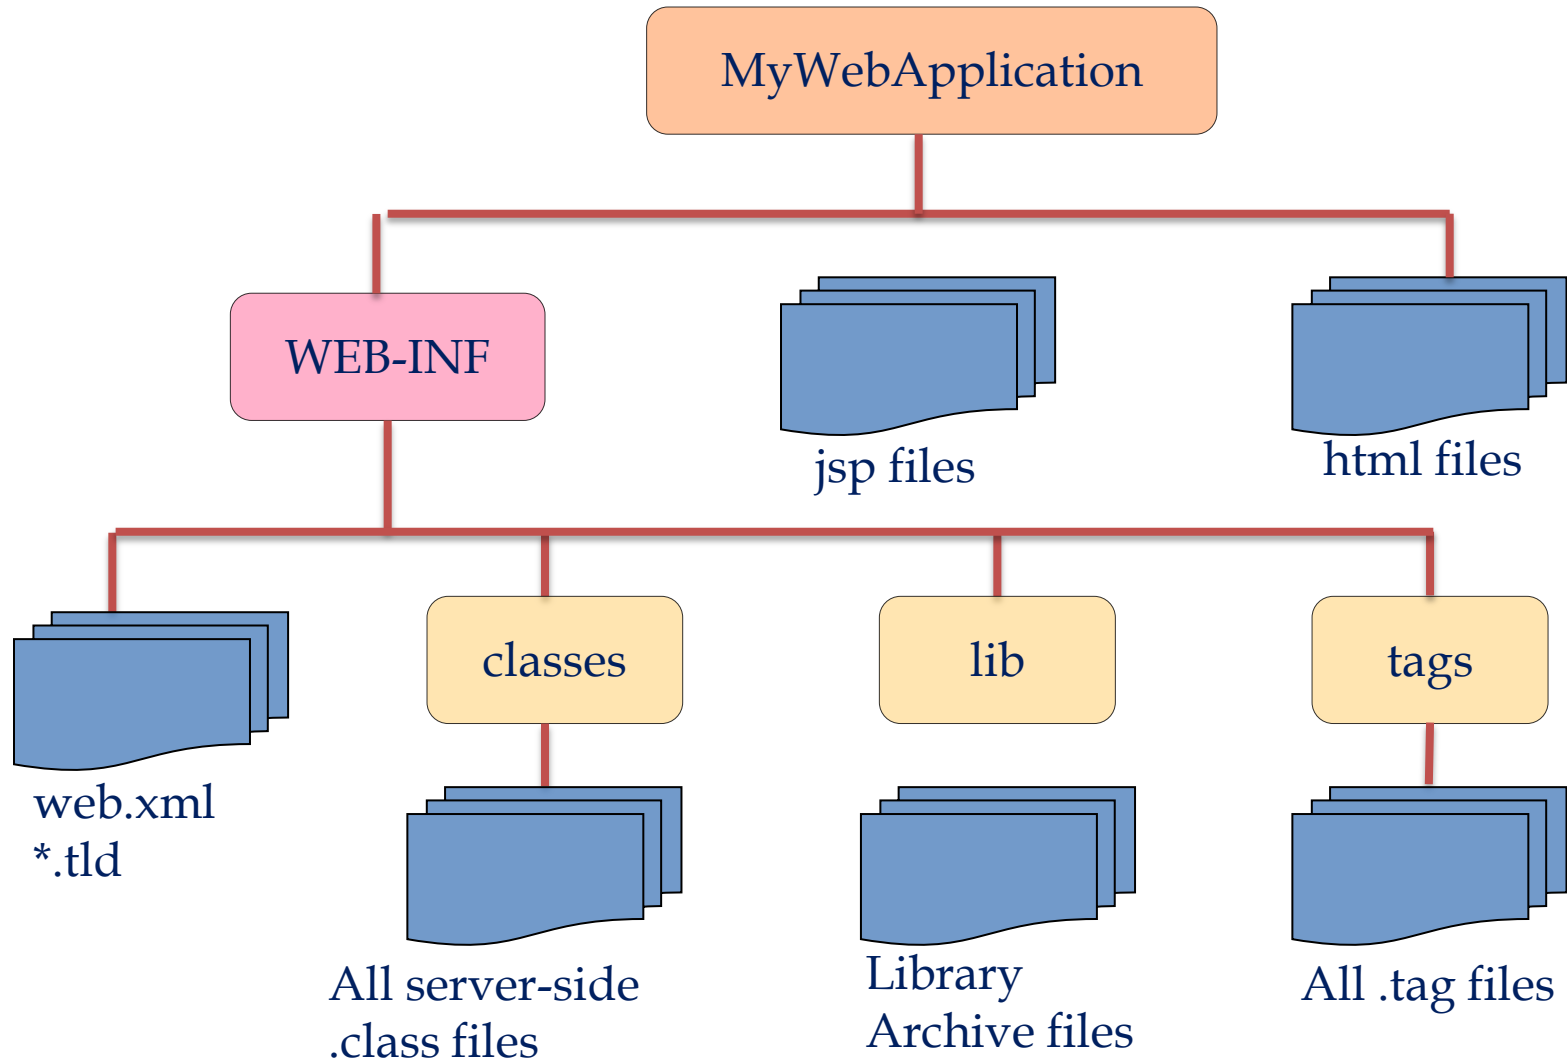 MyWebApplication
WEB-INF
jsp files
html files
classes
lib
tags
web.xml
*.tld
All server-side
.class files
Library
Archive files
All .tag files